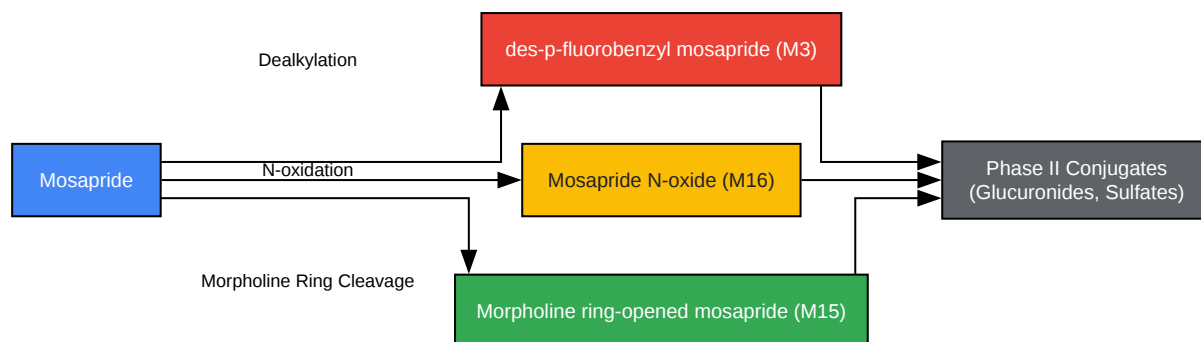 des-p-fluorobenzyl mosapride (M3)
Dealkylation
Mosapride
N-oxidation
Mosapride N-oxide (M16)
Phase II Conjugates
(Glucuronides, Sulfates)
Morpholine Ring Cleavage
Morpholine ring-opened mosapride (M15)